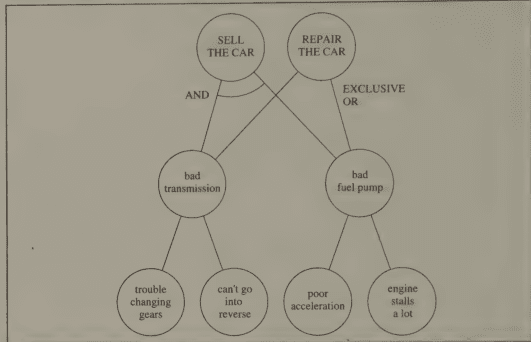 SELL
THE CAR
REPAIR
THE CAR
AND
EXCLUSIVE
OR
bad
transmission
bad
fuel pump
trouble
changing
gears
can't go
into
reverse
poor
acceleration
engine
stalls
a lot